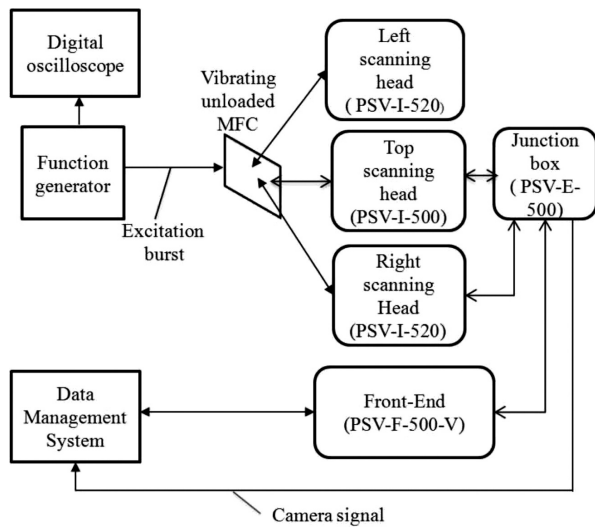 Digital
oscilloscope
Vibrating
unloaded
MFC
Left
scanning
head
( PSV-I-520)
Function
generator
Excitation
burst
Top
scanning
head
(PSV-I-500)
Junction
box
( PSV-E-
500)
Right
scanning
Head
(PSV-I-520)
Data
Management
System
Front-End
(PSV-F-500-V)
Camera signal